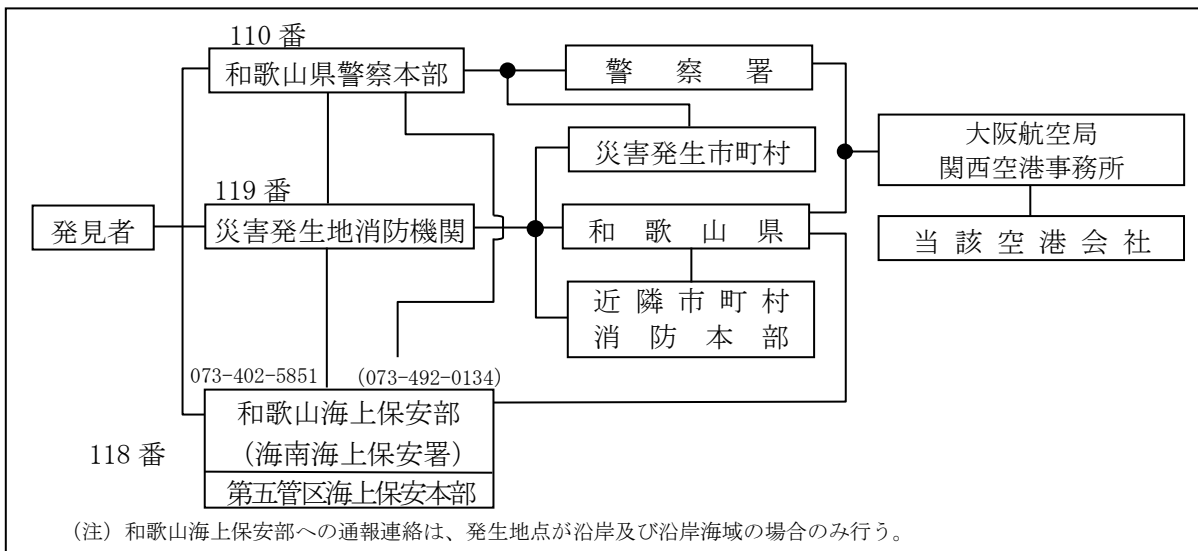 110 番
和歌山県警察本部
警察署
災害発生市町村
大阪航空局
関西空港事務所
119 番
発見者
災害発生地消防機関
和歌山県
当該空港会社
近隣市町村
消防本部
073-402-5851
(073-492-0134)
和歌山海上保安部
（海南海上保安署）
118 番
第五管区海上保安本部
（注）和歌山海上保安部への通報連絡は、発生地点が沿岸及び沿岸海域の場合のみ行う。